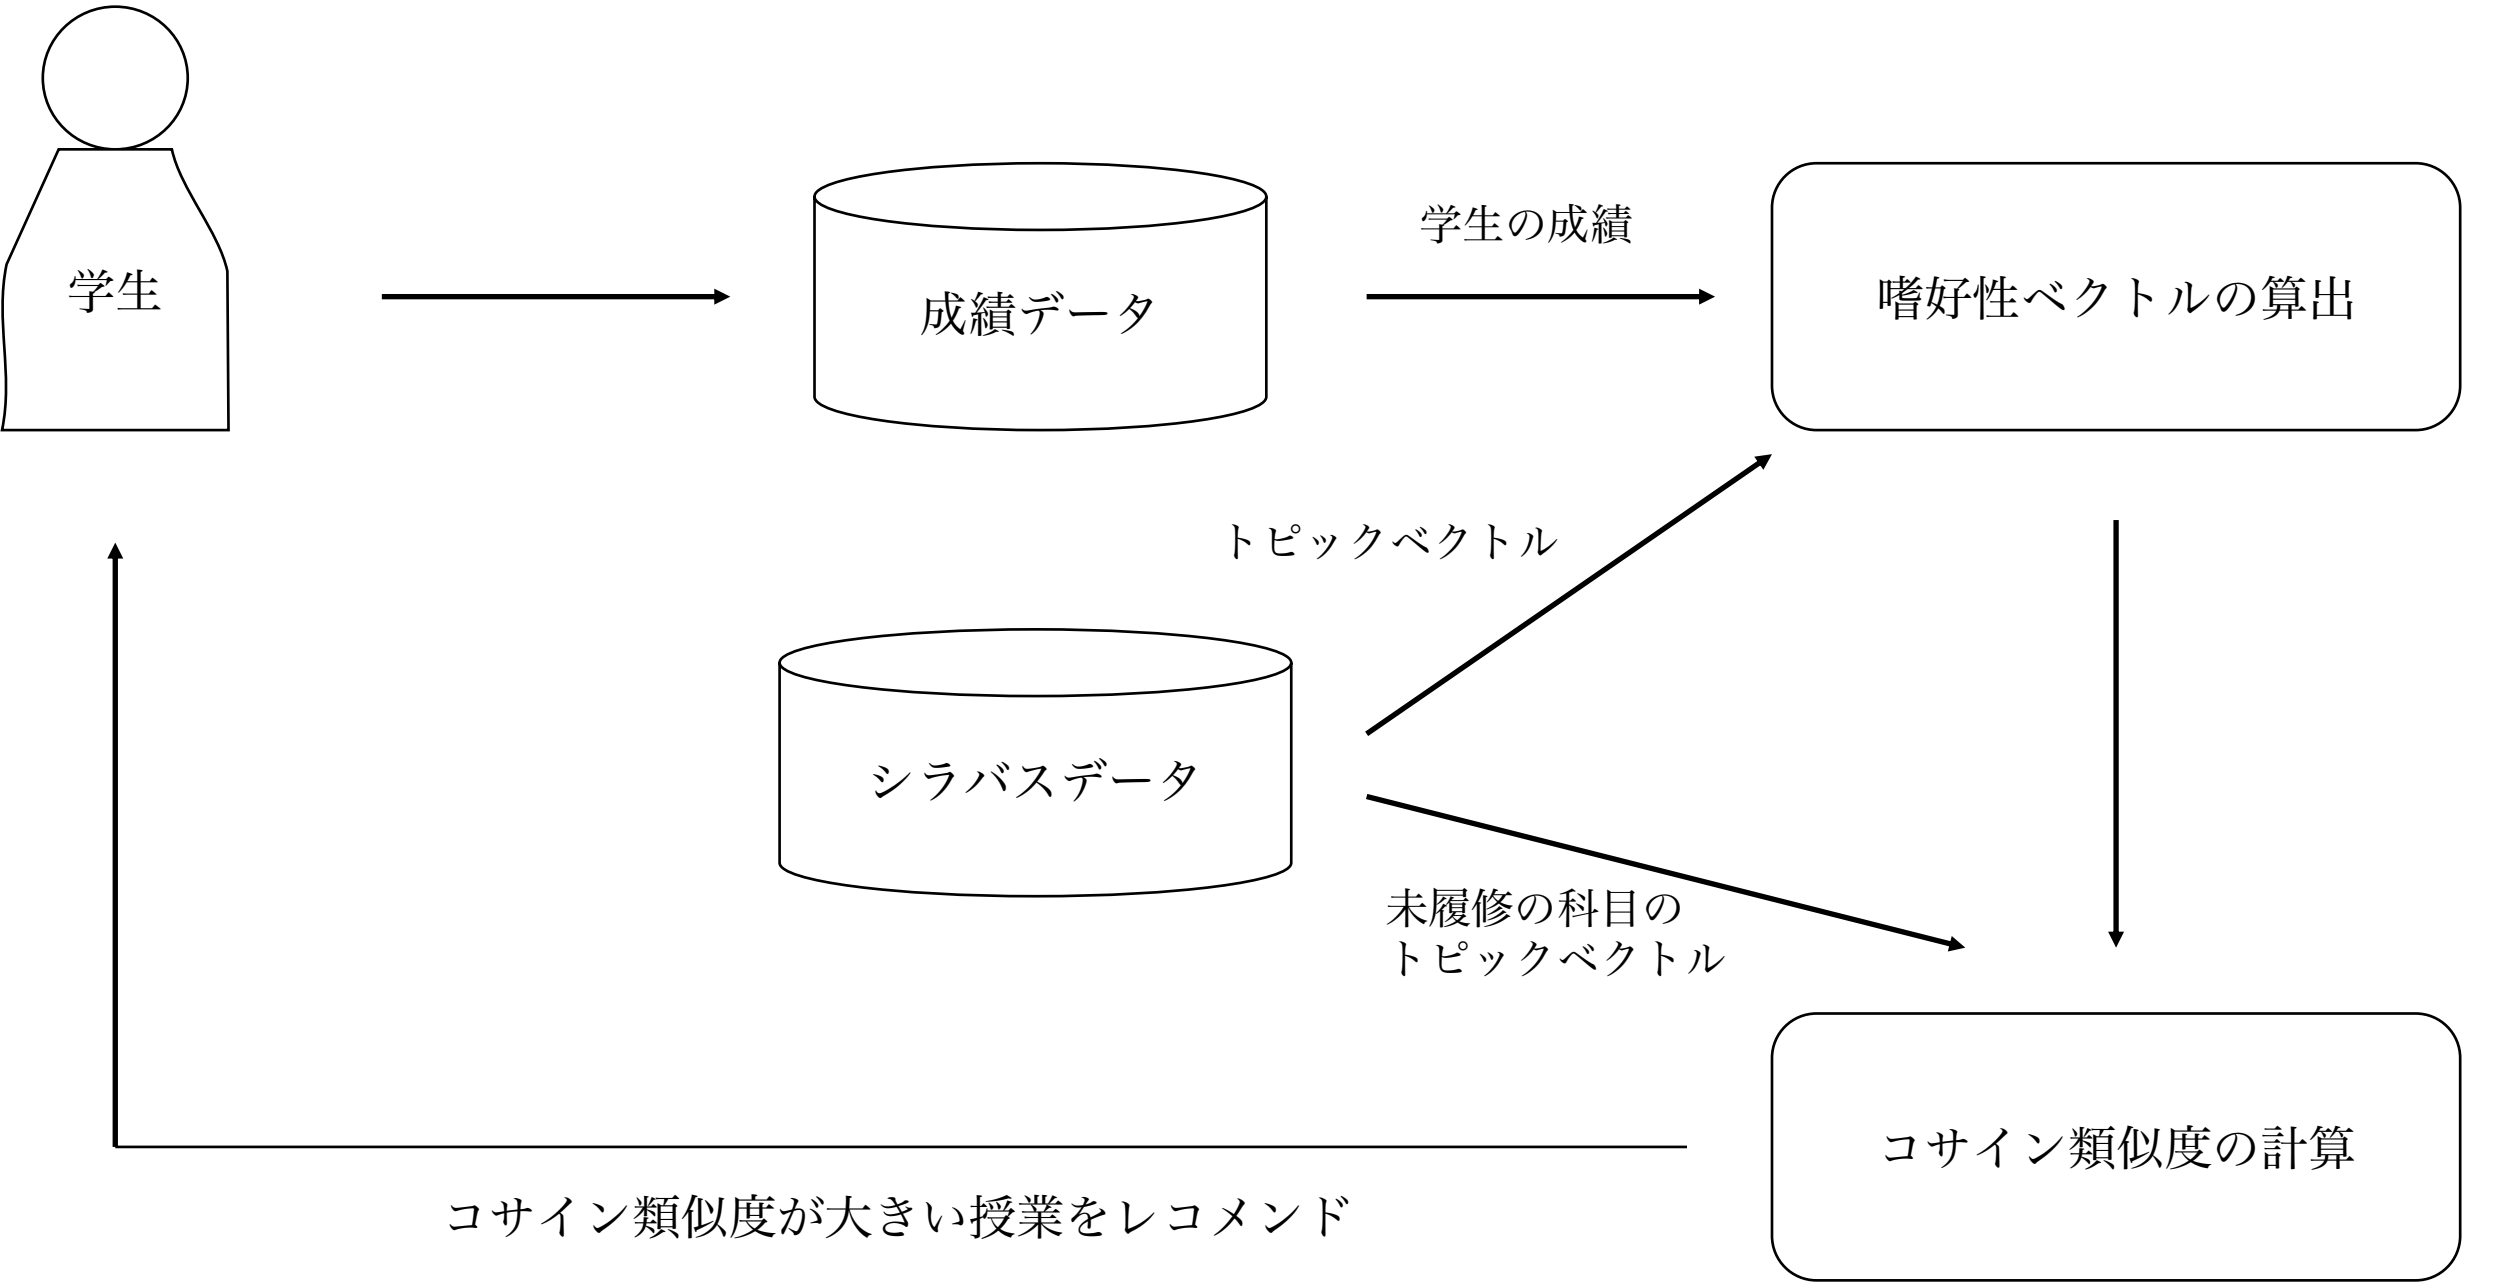 学生
成績データ
学生の成績
嗜好性ベクトルの算出
トピックベクトル
シラバスデータ
未履修の科目の
トピックベクトル
コサイン類似度の計算
コサイン類似度が大きい授業をレコメンド